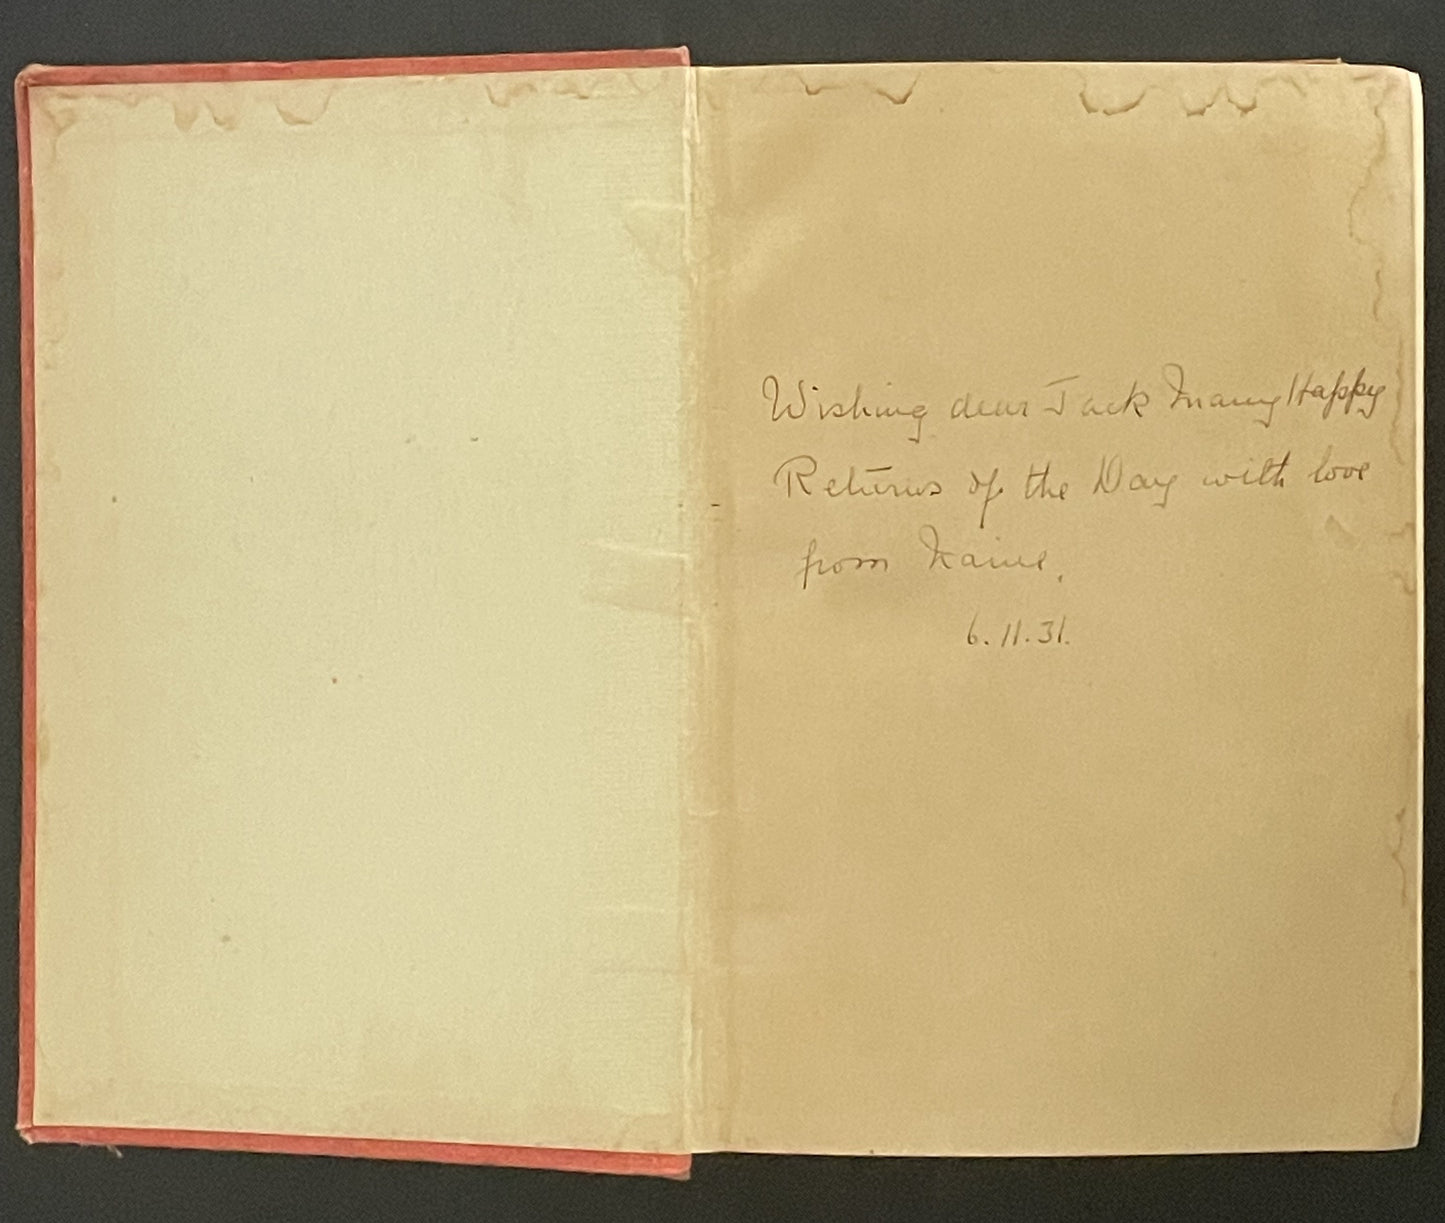 Wishing dear Jack Many Happy
Returns of the Day with love
from
6.11.31.